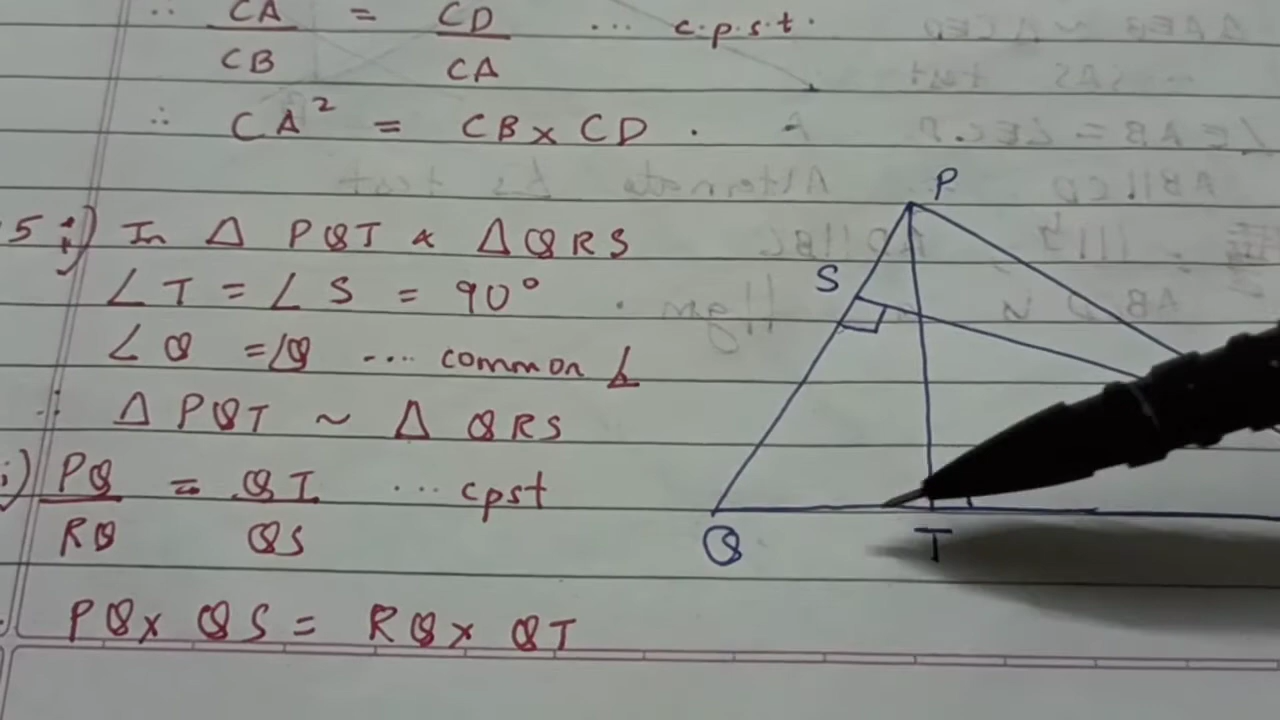 ∴ CA = CD ... c.p.s.t.
CB CA
∴ CA² = CB × CD .
5 i) In Δ PQT & Δ QRS
∠T = ∠S = 90°
∠Q = ∠Q .... common ∠
∴ Δ PQT ~ Δ QRS
i) PQ = QT ... cpst
RQ QS
PQ × QS = RQ × QT
P
S
Q
T